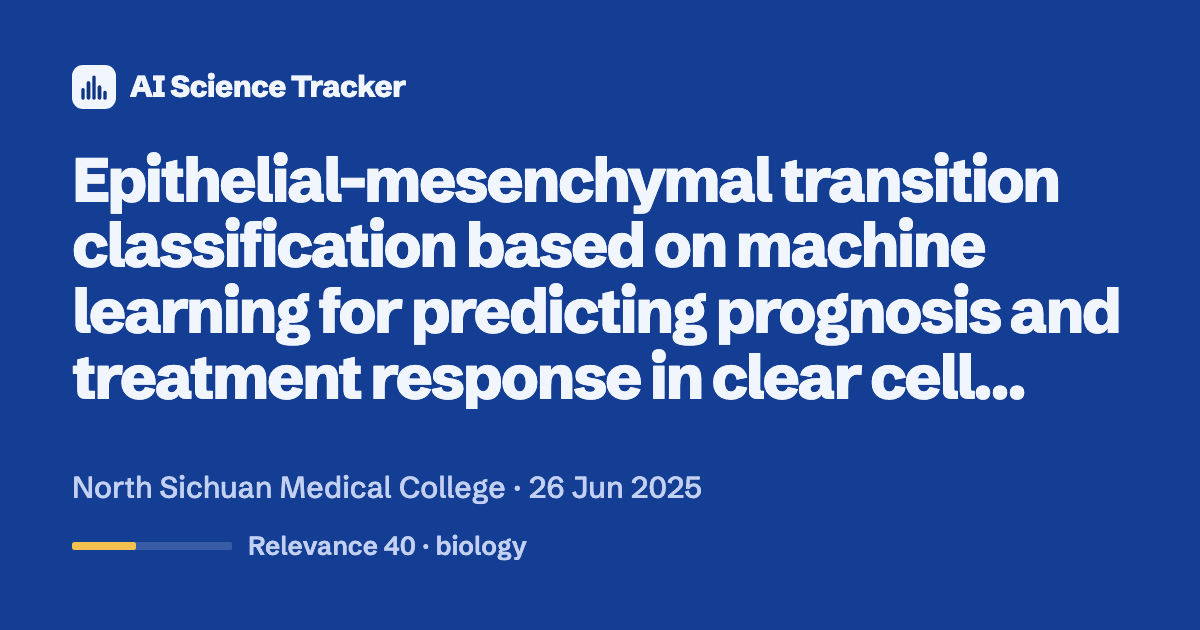 AI Science Tracker
Epithelial-mesenchymal transition
classification based on machine
learning for predicting prognosis and
treatment response in clear cell...
North Sichuan Medical College · 26 Jun 2025
Relevance 40 · biology